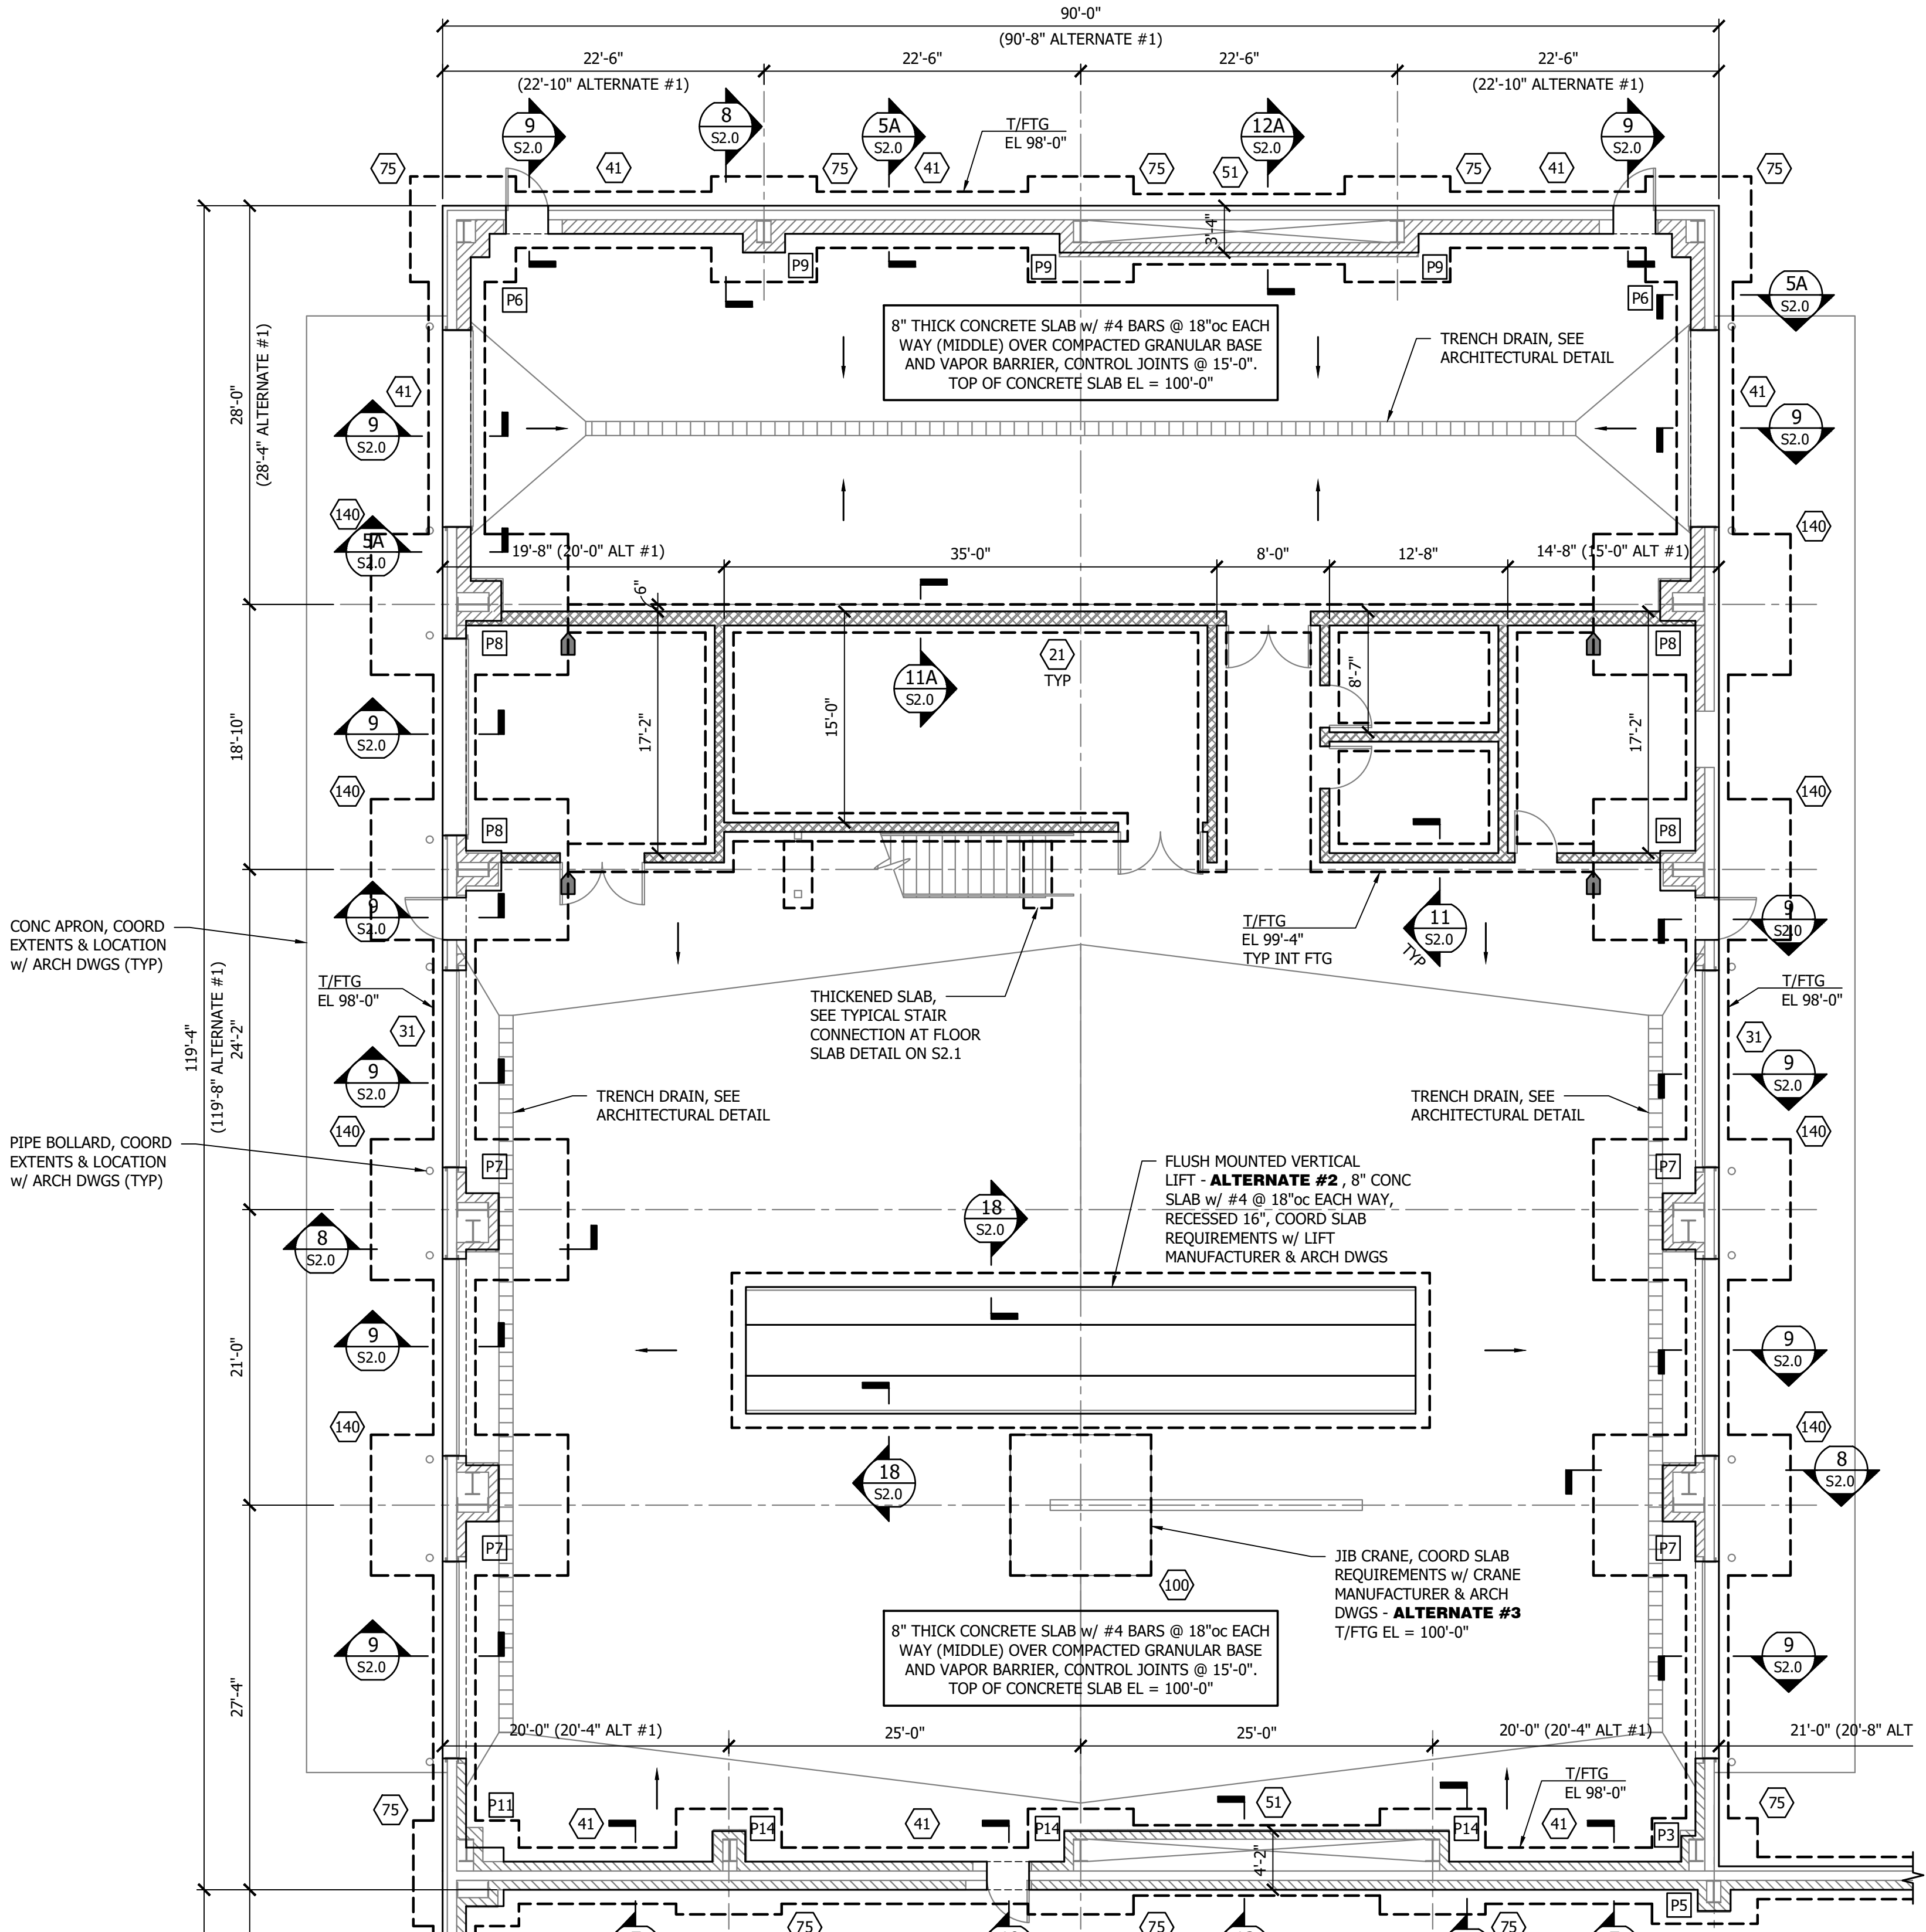 90'-0"
(90'-8" ALTERNATE #1)
22'-6"
22'-6"
22'-6"
22'-6"
(22'-10" ALTERNATE #1)
(22'-10" ALTERNATE #1)
9
S2.0
8
S2.0
5A
S2.0
T/FTG
EL 98'-0"
12A
S2.0
9
S2.0
75
41
75
41
75
51
75
41
75
3'-4"
P9
P9
P9
P6
P6
5A
S2.0
8" THICK CONCRETE SLAB w/ #4 BARS @ 18"oc EACH
WAY (MIDDLE) OVER COMPACTED GRANULAR BASE
AND VAPOR BARRIER, CONTROL JOINTS @ 15'-0".
TOP OF CONCRETE SLAB EL = 100'-0"
TRENCH DRAIN, SEE
ARCHITECTURAL DETAIL
28'-0"
(28'-4" ALTERNATE #1)
41
41
9
S2.0
9
S2.0
140
140
5A
S2.0
19'-8" (20'-0" ALT #1)
35'-0"
8'-0"
12'-8"
14'-8" (15'-0" ALT #1)
6"
P8
P8
21
TYP
11A
S2.0
8'-7"
18'-10"
9
S2.0
17'-2"
15'-0"
17'-2"
140
140
P8
P8
9
S2.0
9
S2.0
CONC APRON, COORD
EXTENTS & LOCATION
w/ ARCH DWGS (TYP)
T/FTG
EL 99'-4"
TYP INT FTG
11
S2.0
TYP
T/FTG
EL 98'-0"
T/FTG
EL 98'-0"
THICKENED SLAB,
SEE TYPICAL STAIR
CONNECTION AT FLOOR
SLAB DETAIL ON S2.1
119'-4"
(119'-8" ALTERNATE #1)
24'-2"
31
31
9
S2.0
9
S2.0
TRENCH DRAIN, SEE
ARCHITECTURAL DETAIL
TRENCH DRAIN, SEE
ARCHITECTURAL DETAIL
PIPE BOLLARD, COORD
EXTENTS & LOCATION
w/ ARCH DWGS (TYP)
140
140
P7
P7
FLUSH MOUNTED VERTICAL
LIFT - ALTERNATE #2 , 8" CONC
SLAB w/ #4 @ 18"oc EACH WAY,
RECESSED 16", COORD SLAB
REQUIREMENTS w/ LIFT
MANUFACTURER & ARCH DWGS
18
S2.0
8
S2.0
21'-0"
9
S2.0
9
S2.0
140
140
18
S2.0
8
S2.0
P7
P7
JIB CRANE, COORD SLAB
REQUIREMENTS w/ CRANE
MANUFACTURER & ARCH
DWGS - ALTERNATE #3
T/FTG EL = 100'-0"
100
8" THICK CONCRETE SLAB w/ #4 BARS @ 18"oc EACH
WAY (MIDDLE) OVER COMPACTED GRANULAR BASE
AND VAPOR BARRIER, CONTROL JOINTS @ 15'-0".
TOP OF CONCRETE SLAB EL = 100'-0"
9
S2.0
9
S2.0
27'-4"
20'-0" (20'-4" ALT #1)
25'-0"
25'-0"
20'-0" (20'-4" ALT #1)
21'-0" (20'-8" ALT
T/FTG
EL 98'-0"
75
P11
41
P14
41
P14
51
P14
41
P3
75
4'-2"
P5
75
75
75